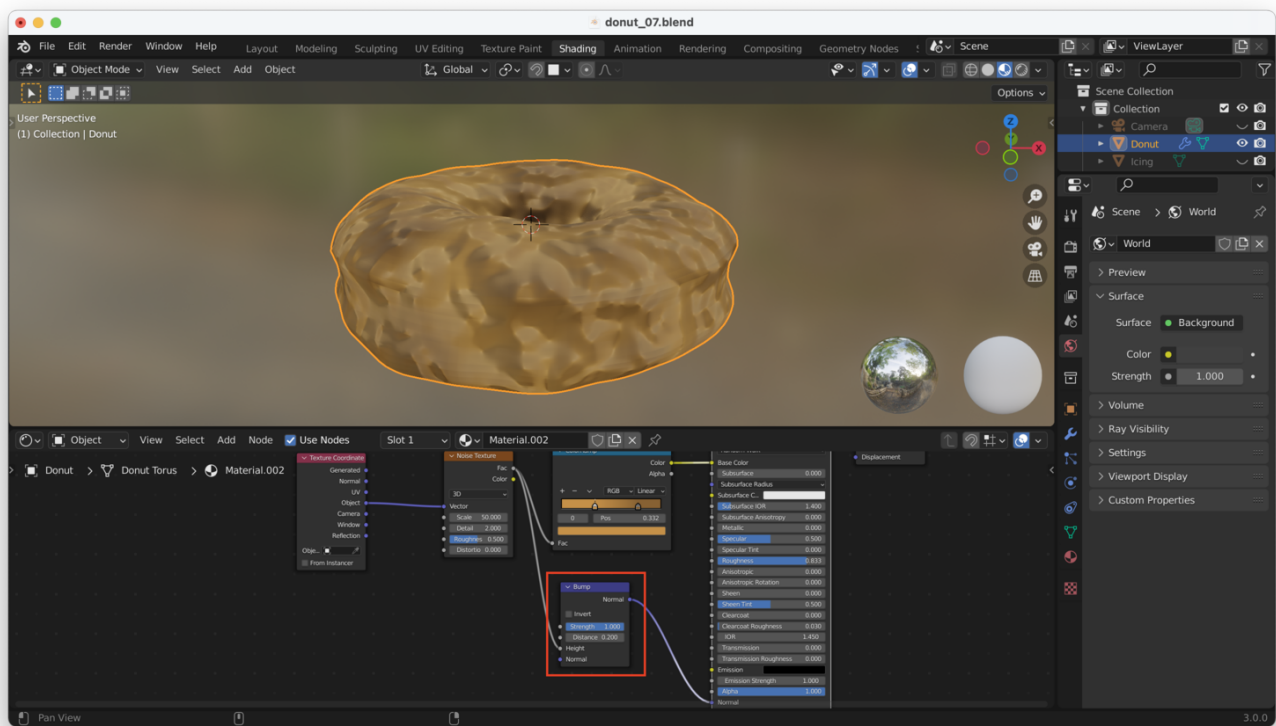 donut_07.blend
File Edit Render Window Help Layout Modeling Sculpting UV Editing Texture Paint Shading Animation Rendering Compositing Geometry Nodes Scene ViewLayer
Object Mode View Select Add Object Global
Options
User Perspective
(1) Collection | Donut
Z
X
Scene Collection
Collection
Camera
Donut
Icing
Scene > World
World
Preview
Surface
Surface Background
Color
Strength 1.000
Volume
Ray Visibility
Settings
Viewport Display
Custom Properties
Object View Select Add Node Use Nodes Slot 1 Material.002
Donut > Donut Torus > Material.002
Texture Coordinate
Generated
Normal
UV
Object
Camera
Window
Reflection
Obje..
From Instancer
Noise Texture
Fac
Color
3D
Vector
Scale 50.000
Detail 2.000
Roughnes 0.500
Distortio 0.000
Color
Alpha
+ − RGB Linear
0 Pos 0.332
Fac
Bump
Normal
Invert
Strength 1.000
Distance 0.200
Height
Normal
Base Color
Subsurface 0.000
Subsurface Radius
Subsurface C..
Subsurface IOR 1.400
Subsurface Anisotropy 0.000
Metallic 0.000
Specular 0.500
Specular Tint 0.000
Roughness 0.833
Anisotropic 0.000
Anisotropic Rotation 0.000
Sheen 0.000
Sheen Tint 0.500
Clearcoat 0.000
Clearcoat Roughness 0.030
IOR 1.450
Transmission 0.000
Transmission Roughness 0.000
Emission
Emission Strength 1.000
Alpha 1.000
Normal
Displacement
Pan View
3.0.0